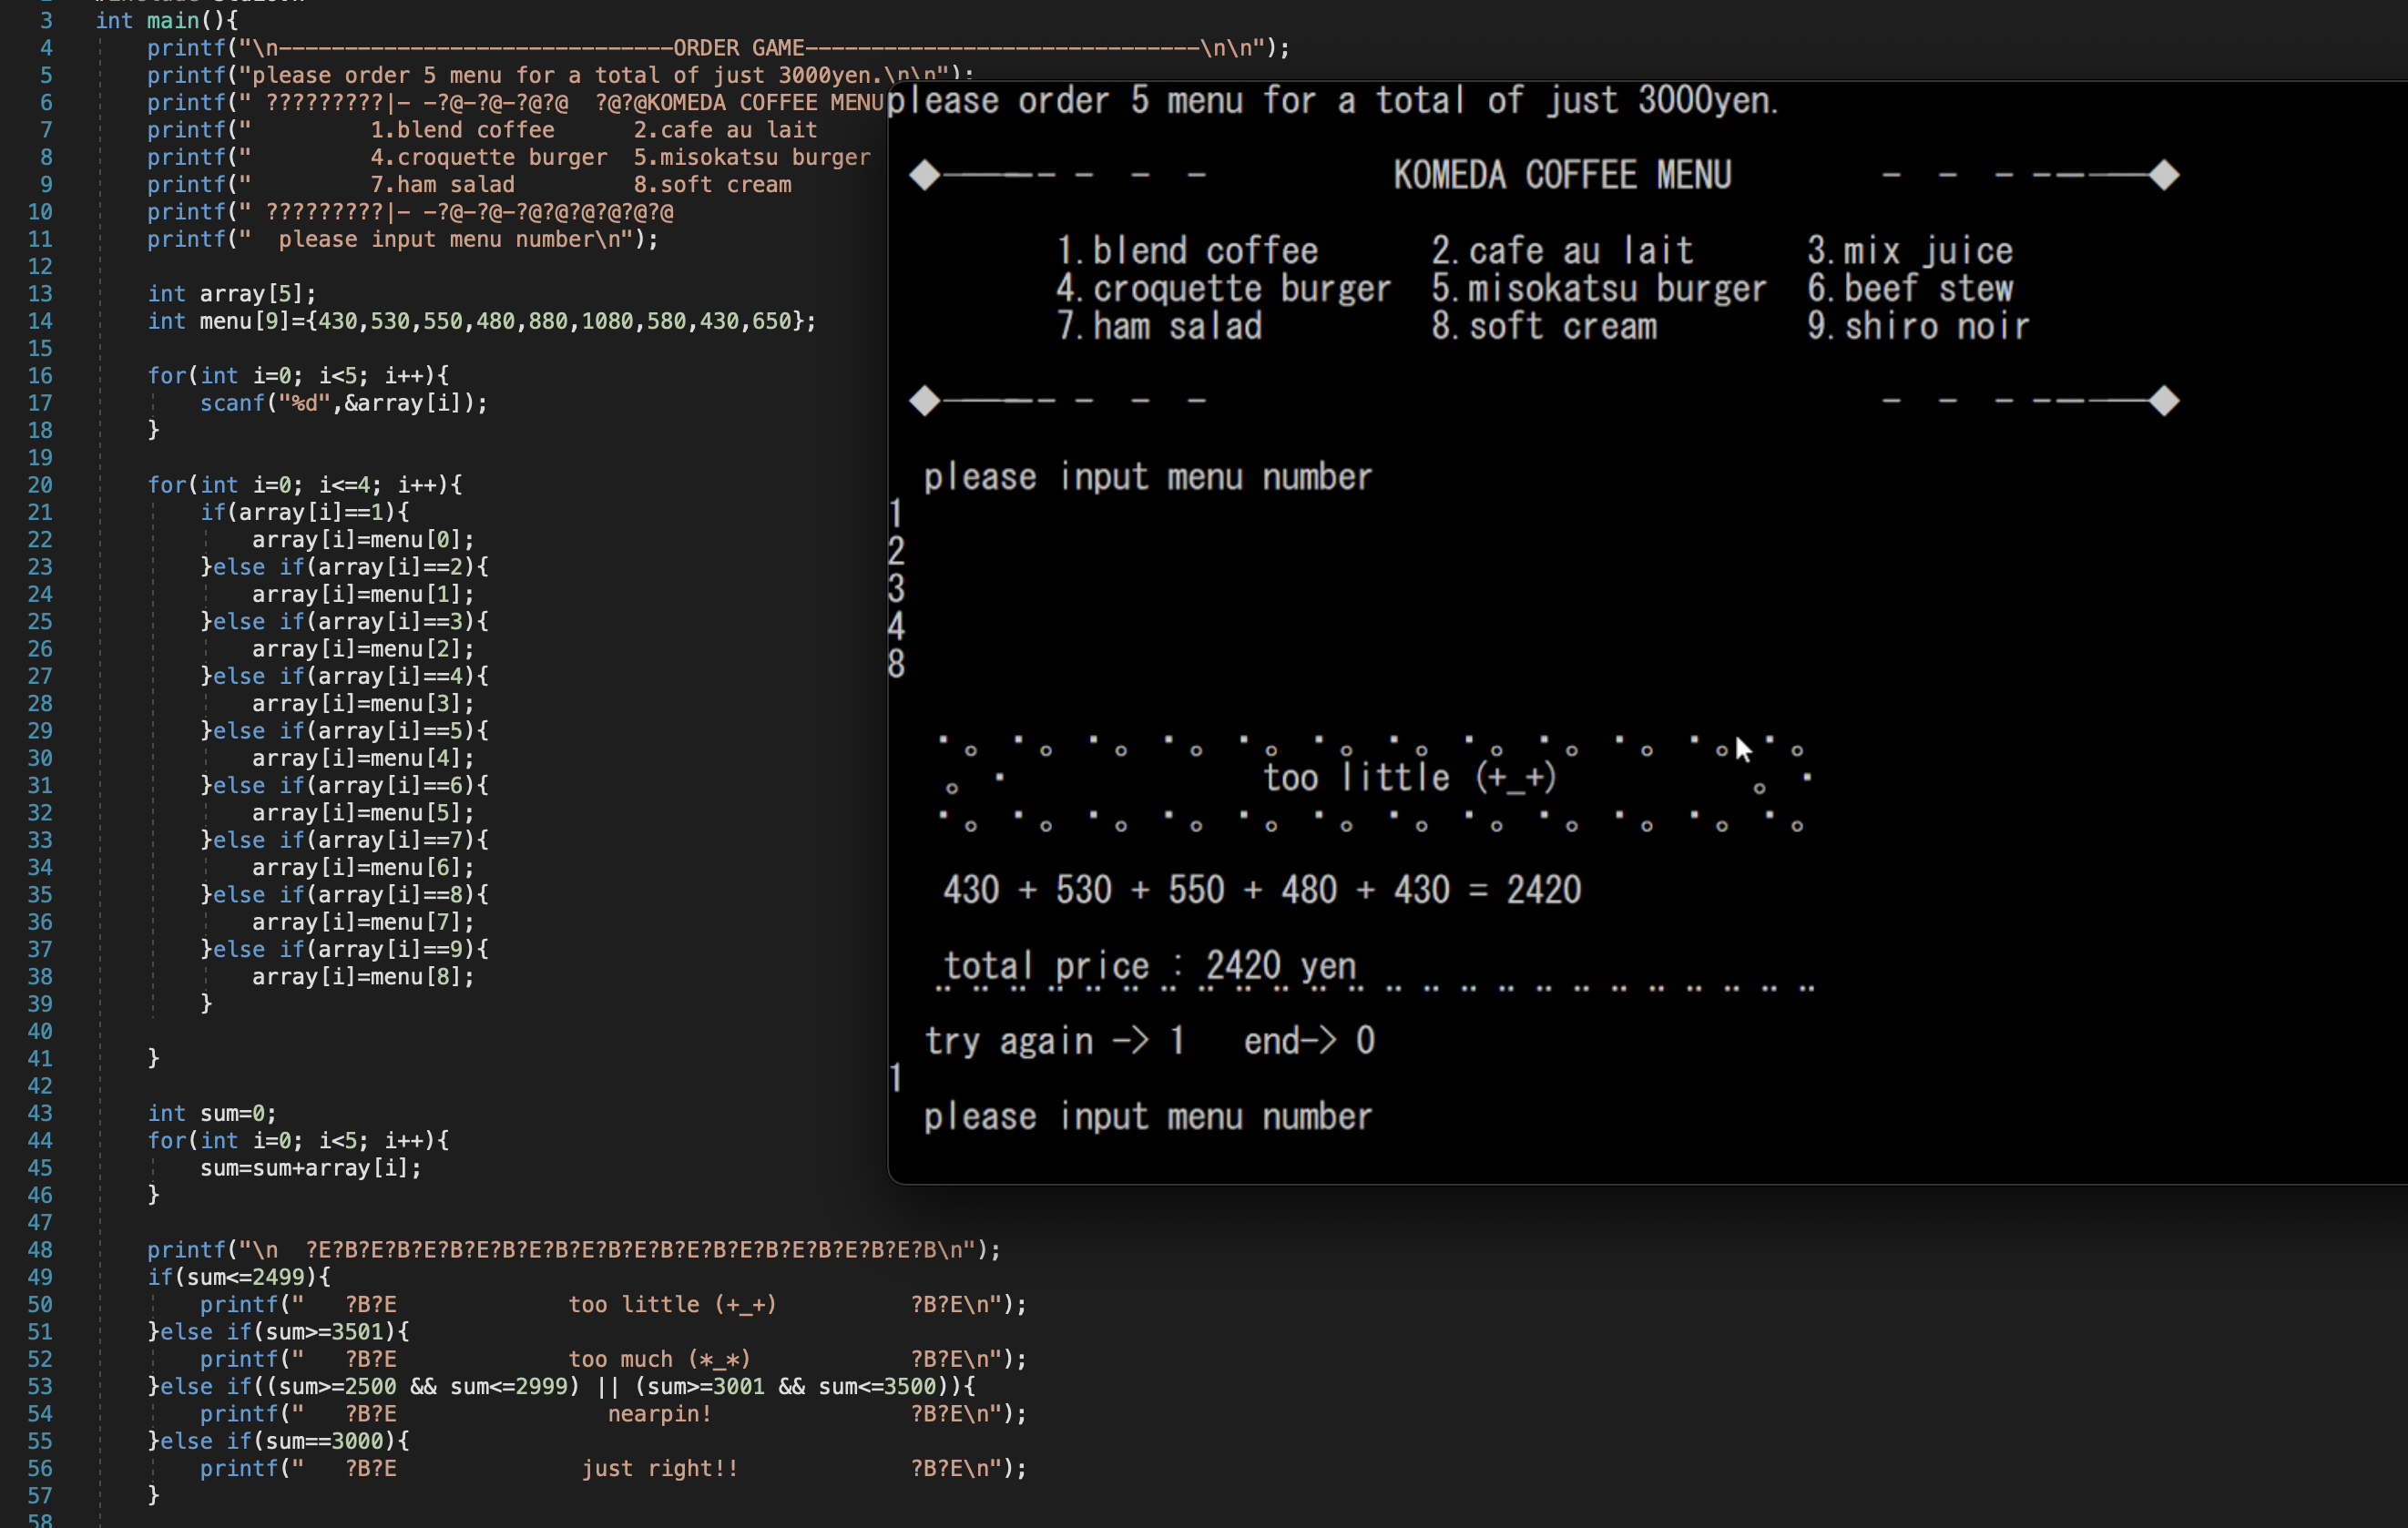 3 int main(){
4 printf("\n------------------------------ORDER GAME------------------------------\n\n");
5 printf("please order 5 menu for a total of just 3000yen.\n\n");
6 printf(" ?????????|- -?@-?@-?@?@  ?@?@KOMEDA COFFEE MENU
7 printf("         1.blend coffee      2.cafe au lait
8 printf("         4.croquette burger  5.misokatsu burger
9 printf("         7.ham salad         8.soft cream
10 printf(" ?????????|- -?@-?@-?@?@?@?@?@?@
11 printf("  please input menu number\n");
12
13 int array[5];
14 int menu[9]={430,530,550,480,880,1080,580,430,650};
15
16 for(int i=0; i<5; i++){
17 scanf("%d",&array[i]);
18 }
19
20 for(int i=0; i<=4; i++){
21 if(array[i]==1){
22 array[i]=menu[0];
23 }else if(array[i]==2){
24 array[i]=menu[1];
25 }else if(array[i]==3){
26 array[i]=menu[2];
27 }else if(array[i]==4){
28 array[i]=menu[3];
29 }else if(array[i]==5){
30 array[i]=menu[4];
31 }else if(array[i]==6){
32 array[i]=menu[5];
33 }else if(array[i]==7){
34 array[i]=menu[6];
35 }else if(array[i]==8){
36 array[i]=menu[7];
37 }else if(array[i]==9){
38 array[i]=menu[8];
39 }
40
41 }
42
43 int sum=0;
44 for(int i=0; i<5; i++){
45 sum=sum+array[i];
46 }
47
48 printf("\n  ?E?B?E?B?E?B?E?B?E?B?E?B?E?B?E?B?E?B?E?B?E?B?E?B\n");
49 if(sum<=2499){
50 printf("   ?B?E             too little (+_+)          ?B?E\n");
51 }else if(sum>=3501){
52 printf("   ?B?E             too much (*_*)            ?B?E\n");
53 }else if((sum>=2500 && sum<=2999) || (sum>=3001 && sum<=3500)){
54 printf("   ?B?E                nearpin!               ?B?E\n");
55 }else if(sum==3000){
56 printf("   ?B?E              just right!!             ?B?E\n");
57 }
58
please order 5 menu for a total of just 3000yen.
◆───-- -  -  -          KOMEDA COFFEE MENU        -  -  - --───◆
1.blend coffee      2.cafe au lait      3.mix juice
4.croquette burger  5.misokatsu burger  6.beef stew
7.ham salad         8.soft cream        9.shiro noir
◆───-- -  -  -                                    -  -  - --───◆
please input menu number
1
2
3
4
8
・。・。・。・。・。・。・。・。・。・。・。・。
。・             too little (+_+)          。・
・。・。・。・。・。・。・。・。・。・。・。・。
430 + 530 + 550 + 480 + 430 = 2420
total price : 2420 yen
try again -> 1   end-> 0
1
please input menu number